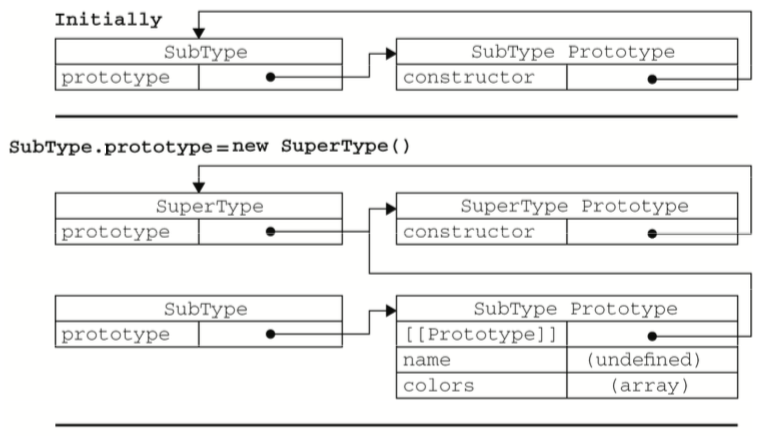 Initially
SubType
SubType Prototype
prototype
constructor
SubType.prototype=new SuperType()
SuperType
SuperType Prototype
prototype
constructor
SubType
SubType Prototype
prototype
[[Prototype]]
name
(undefined)
colors
(array)